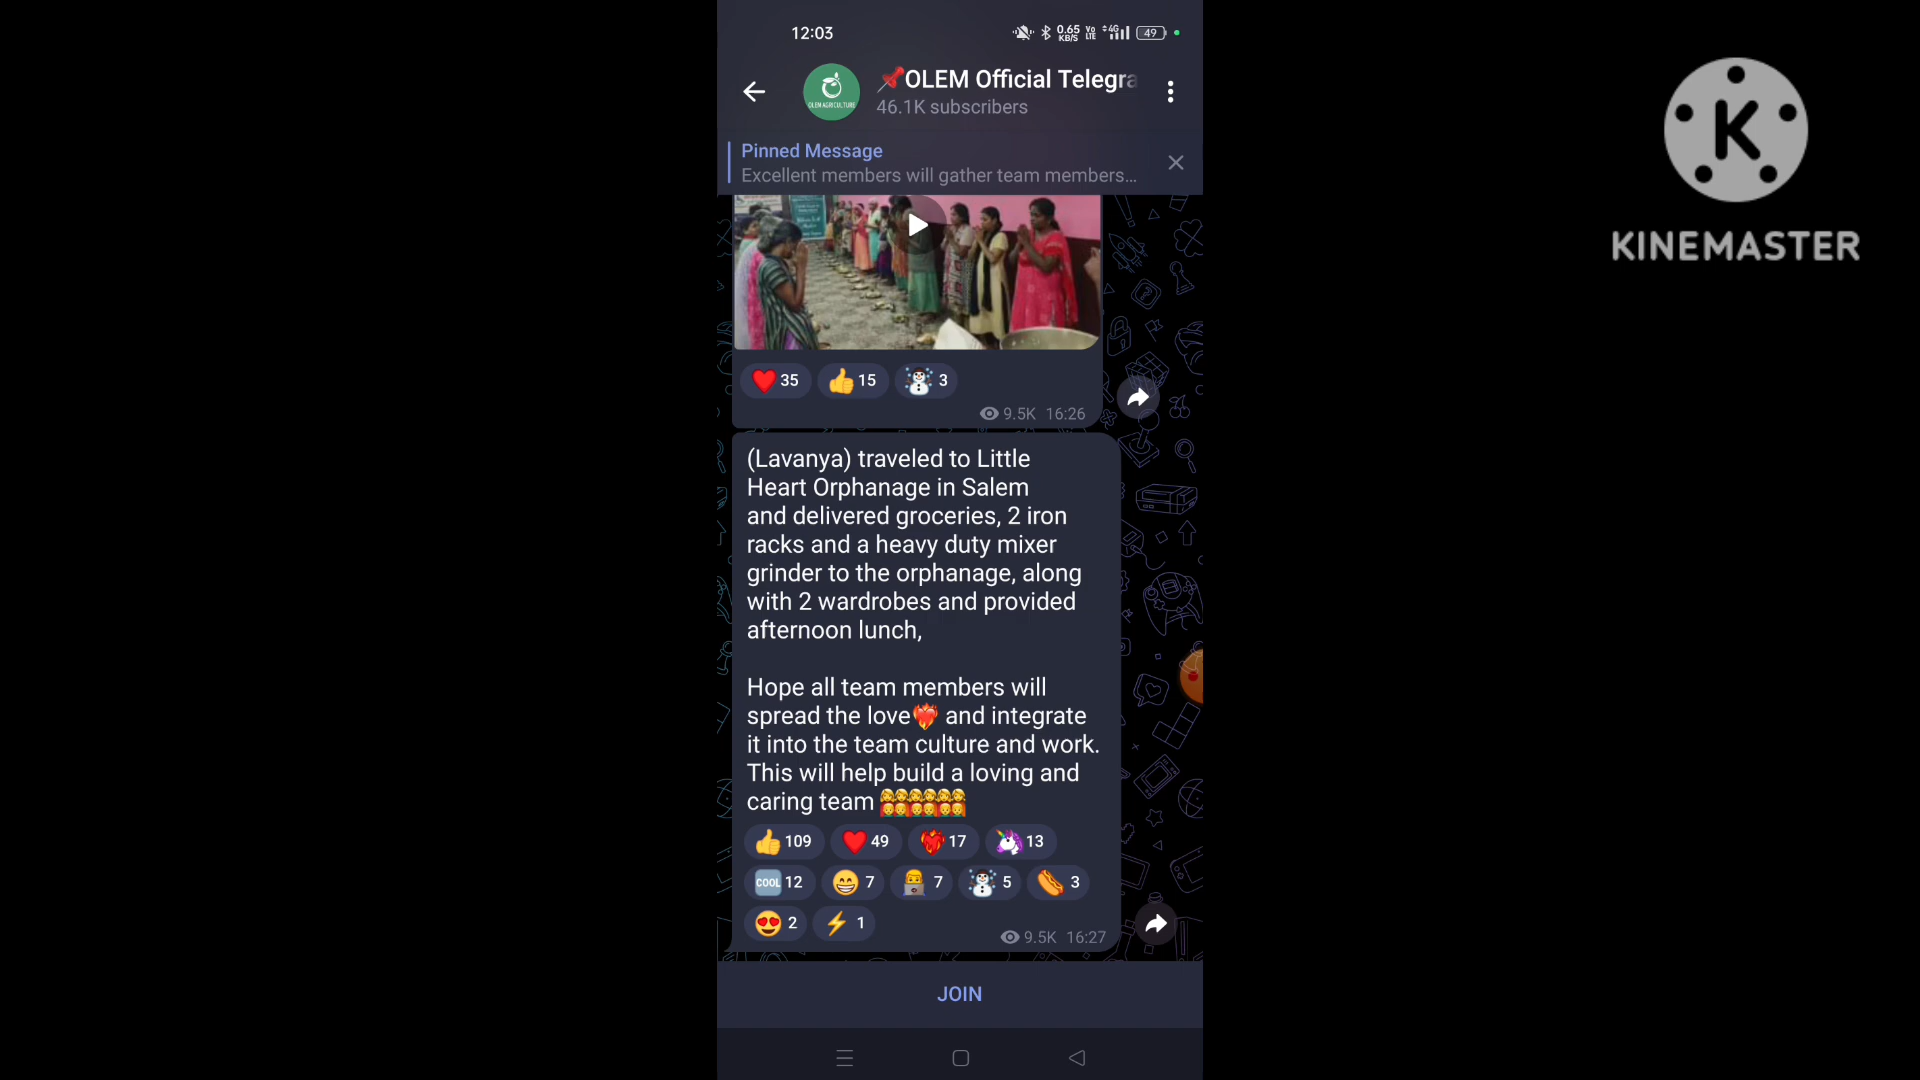 12:03
0.65
KB/S
Vo
LTE
4G
49
📌OLEM Official Telegra
OLEM AGRICULTURE
46.1K subscribers
Pinned Message
Excellent members will gather team members...
❤️ 35 👍 15 ☃️ 3
9.5K 16:26
(Lavanya) traveled to Little
Heart Orphanage in Salem
and delivered groceries, 2 iron
racks and a heavy duty mixer
grinder to the orphanage, along
with 2 wardrobes and provided
afternoon lunch,
Hope all team members will
spread the love❤️‍🔥 and integrate
it into the team culture and work.
This will help build a loving and
caring team 👭👭👭👭👭👭
👍 109 ❤️ 49 ❤️‍🔥 17 🦄 13
🆒 12 😁 7 👨‍💻 7 ☃️ 5 🌭 3
😍 2 ⚡ 1
9.5K 16:27
JOIN
K
KINEMASTER